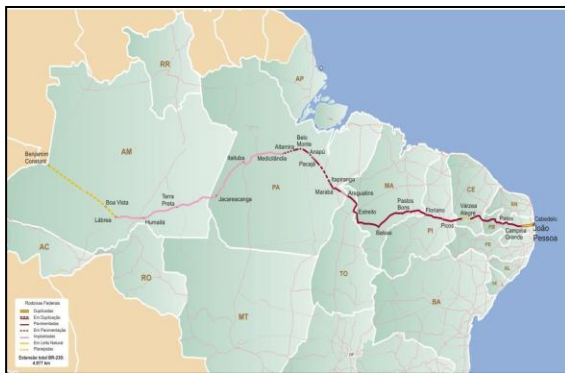 RR
AP
Benjamin
Constant
AM
Boa Vista
Lábrea
Humaitá
Terra
Preta
Jacareacanga
Itaituba
Medicilândia
Altamira
Belo
Monte
Anapú
Pacajá
Itupiranga
Marabá
Araguatins
PA
MA
CE
RN
Estreito
Balsas
Pastos
Bons
Floriano
Picos
Várzea
Alegre
Patos
Campina
Grande
Cabedelo
João
Pessoa
PB
PE
AL
SE
PI
AC
RO
MT
TO
BA
DF
Rodovias Federais
Duplicadas
Em Duplicação
Pavimentadas
Em Pavimentação
Implantadas
Em Leito Natural
Planejadas
Extensão total BR-230:
4.977 km